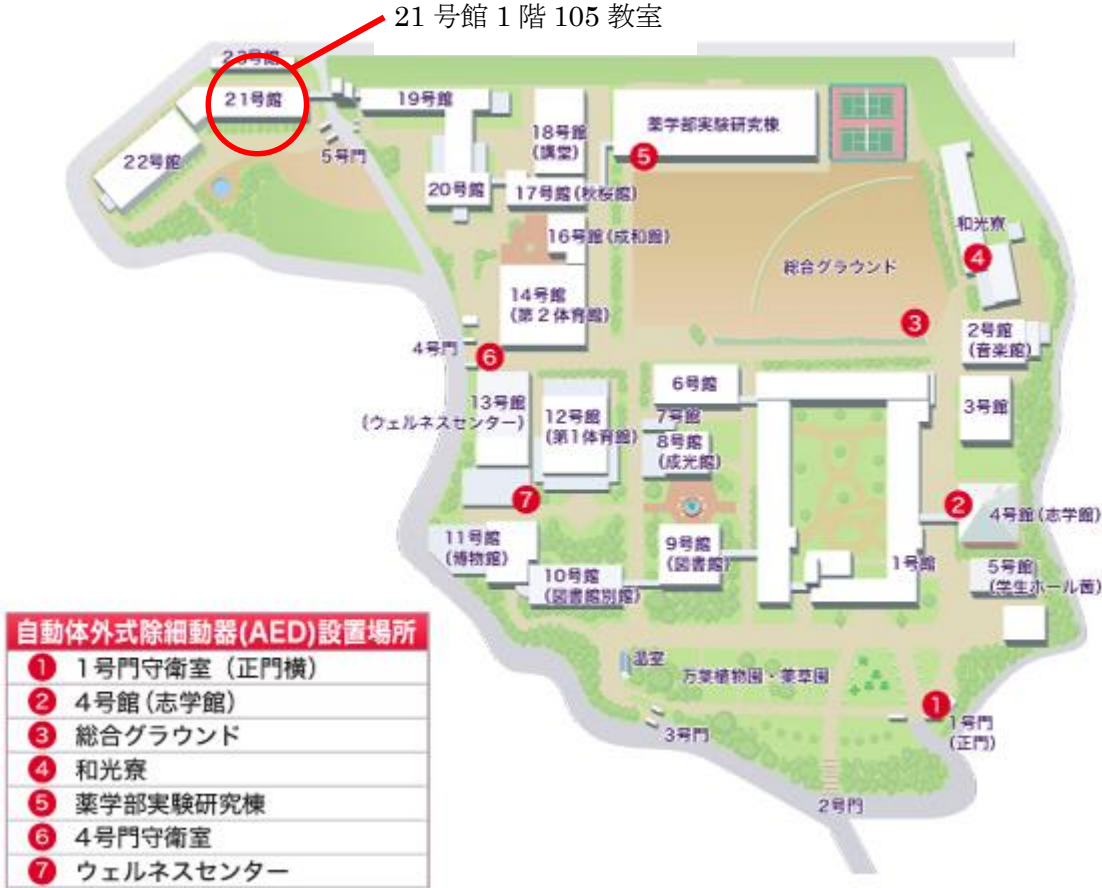 21 号館 1 階 105 教室
23号館
21号館
22号館
5号門
19号館
20号館
18号館
(講堂)
17号館(秋桜館)
16号館(成和館)
薬学部実験研究棟
5
和光寮
4
総合グラウンド
3
14号館
(第2体育館)
4号門
6
2号館
(音楽館)
3号館
6号館
7号館
8号館
(成光館)
13号館
(ウェルネスセンター)
12号館
(第1体育館)
7
2
4号館(志学館)
11号館
(博物館)
9号館
(図書館)
10号館
(図書館別館)
1号館
5号館
(学生ホール茴)
温室
万葉植物園・薬草園
1
1号門
(正門)
3号門
2号門
自動体外式除細動器(AED)設置場所
1 1号門守衛室(正門横)
2 4号館(志学館)
3 総合グラウンド
4 和光寮
5 薬学部実験研究棟
6 4号門守衛室
7 ウェルネスセンター